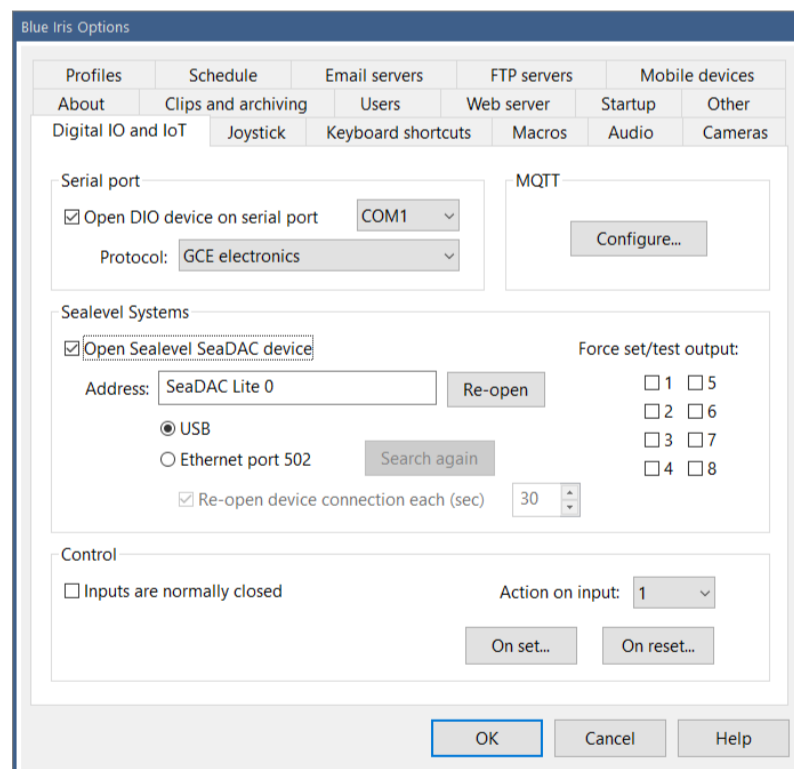 Blue Iris Options
Profiles Schedule Email servers FTP servers Mobile devices
About Clips and archiving Users Web server Startup Other
Digital IO and IoT Joystick Keyboard shortcuts Macros Audio Cameras
Serial port MQTT
Open DIO device on serial port COM1
Configure...
Protocol: GCE electronics
Sealevel Systems
Open Sealevel SeaDAC device Force set/test output:
Address: SeaDAC Lite 0 Re-open 1 5
2 6
USB
3 7
Ethernet port 502 Search again
4 8
Re-open device connection each (sec) 30
Control
Inputs are normally closed Action on input: 1
On set... On reset...
OK Cancel Help